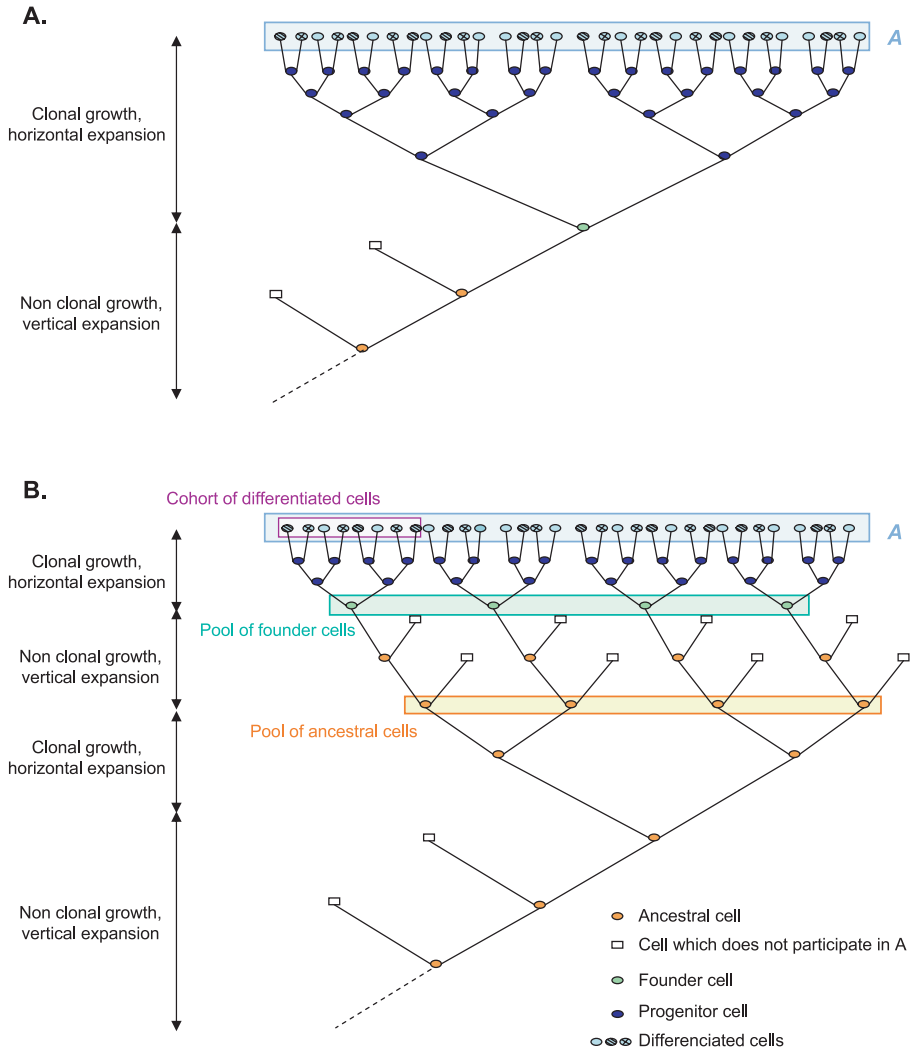 A.
A
Clonal growth,
horizontal expansion
Non clonal growth,
vertical expansion
B.
Cohort of differentiated cells
A
Clonal growth,
horizontal expansion
Pool of founder cells
Non clonal growth,
vertical expansion
Pool of ancestral cells
Clonal growth,
horizontal expansion
Non clonal growth,
vertical expansion
Ancestral cell
Cell which does not participate in A
Founder cell
Progenitor cell
Differenciated cells